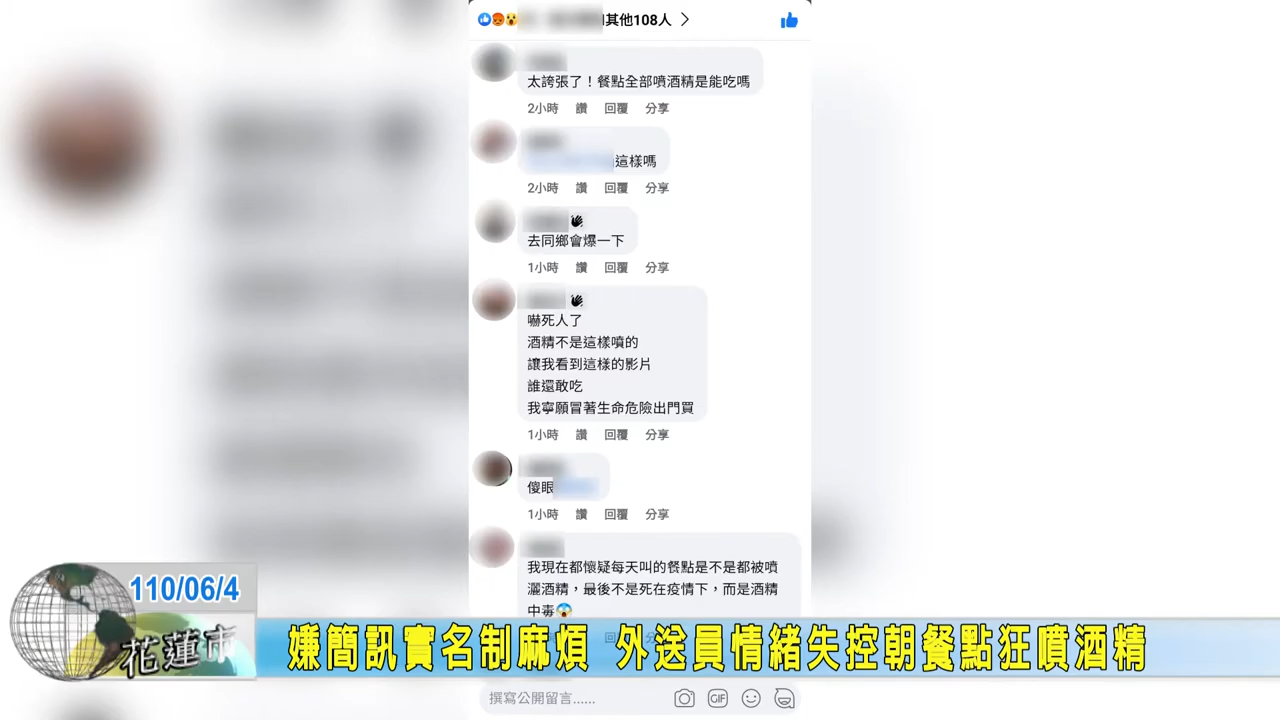 其他108人
太誇張了！餐點全部噴酒精是能吃嗎
2小時 讚 回覆 分享
這樣嗎
2小時 讚 回覆 分享
去同鄉會爆一下
1小時 讚 回覆 分享
嚇死人了
酒精不是這樣噴的
讓我看到這樣的影片
誰還敢吃
我寧願冒著生命危險出門買
1小時 讚 回覆 分享
傻眼
1小時 讚 回覆 分享
我現在都懷疑每天叫的餐點是不是都被噴
灑酒精，最後不是死在疫情下，而是酒精
中毒
110/06/4
花蓮市
嫌簡訊實名制麻煩 外送員情緒失控朝餐點狂噴酒精
撰寫公開留言......
GIF